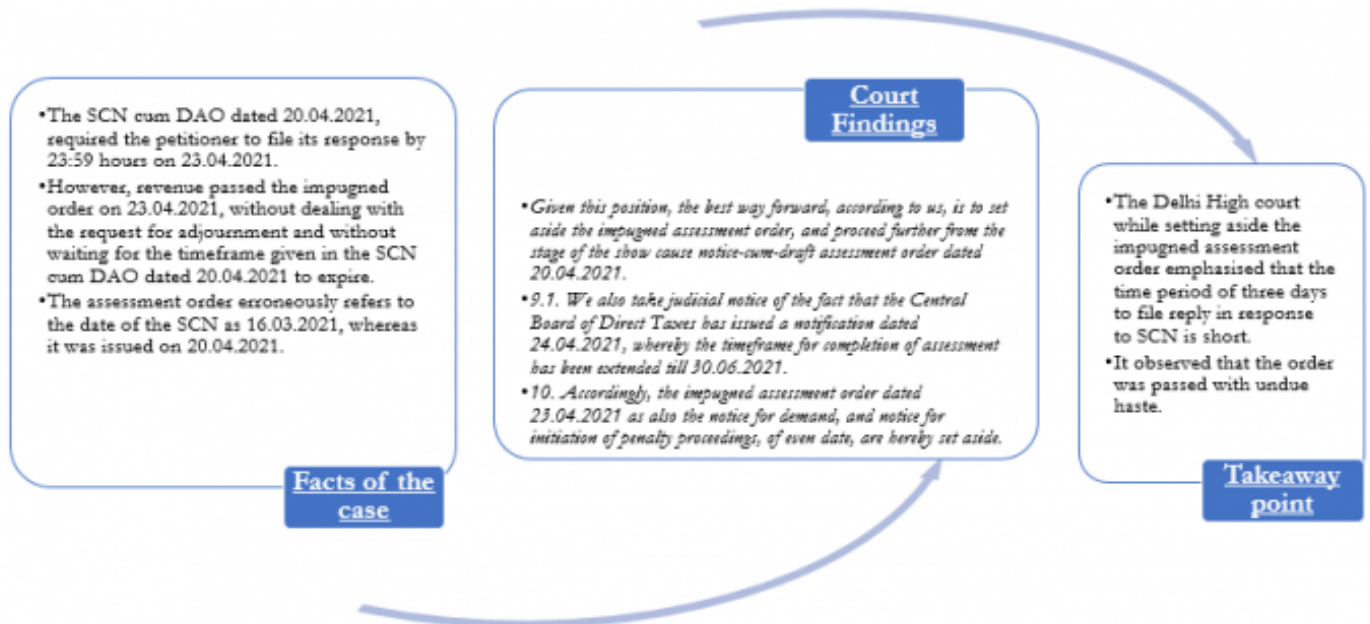 •The SCN cum DAO dated 20.04.2021,
required the petitioner to file its response by
23:59 hours on 23.04.2021.
•However, revenue passed the impugned
order on 23.04.2021, without dealing with
the request for adjournment and without
waiting for the timeframe given in the SCN
cum DAO dated 20.04.2021 to expire.
•The assessment order erroneously refers to
the date of the SCN as 16.03.2021, whereas
it was issued on 20.04.2021.
Facts of the
case
Court
Findings
•Given this position, the best way forward, according to us, is to set
aside the impugned assessment order, and proceed further from the
stage of the show cause notice-cum-draft assessment order dated
20.04.2021.
•9.1. We also take judicial notice of the fact that the Central
Board of Direct Taxes has issued a notification dated
24.04.2021, whereby the timeframe for completion of assessment
has been extended till 30.06.2021.
•10. Accordingly, the impugned assessment order dated
23.04.2021 as also the notice for demand, and notice for
initiation of penalty proceedings, of even date, are hereby set aside.
•The Delhi High court
while setting aside the
impugned assessment
order emphasised that the
time period of three days
to file reply in response
to SCN is short.
•It observed that the order
was passed with undue
haste.
Takeaway
point